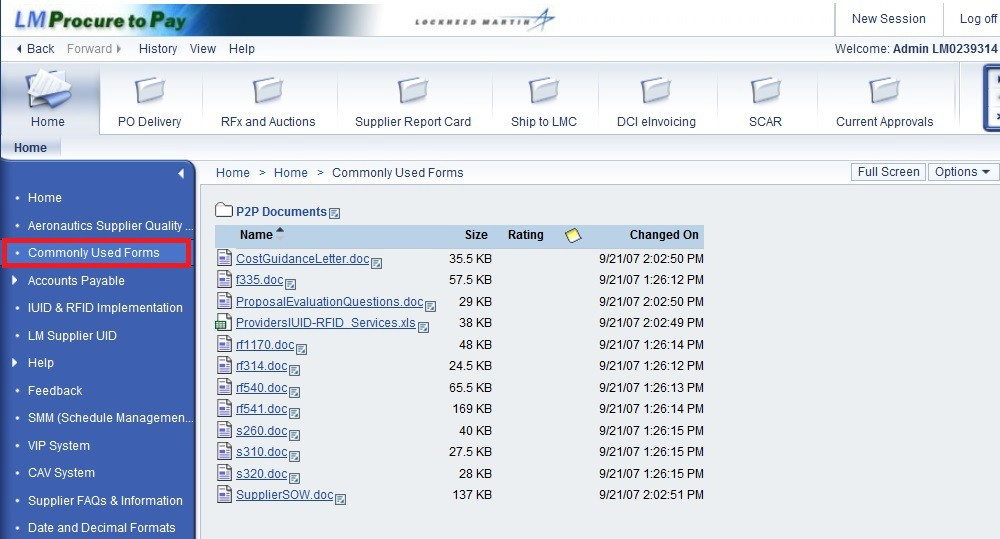 LM Procure to Pay
LOCKHEED MARTIN
New Session
Log off
Back Forward History View Help
Welcome: Admin LM0239314
Home
PO Delivery
RFx and Auctions
Supplier Report Card
Ship to LMC
DCI eInvoicing
SCAR
Current Approvals
Home
Home > Home > Commonly Used Forms
Full Screen
Options
Home
Aeronautics Supplier Quality ...
Commonly Used Forms
Accounts Payable
IUID & RFID Implementation
LM Supplier UID
Help
Feedback
SMM (Schedule Managemen...
VIP System
CAV System
Supplier FAQs & Information
Date and Decimal Formats
P2P Documents
Name Size Rating Changed On
CostGuidanceLetter.doc 35.5 KB 9/21/07 2:02:50 PM
f335.doc 57.5 KB 9/21/07 1:26:12 PM
ProposalEvaluationQuestions.doc 29 KB 9/21/07 2:02:50 PM
ProvidersIUID-RFID_Services.xls 38 KB 9/21/07 2:02:49 PM
rf1170.doc 48 KB 9/21/07 1:26:14 PM
rf314.doc 24.5 KB 9/21/07 1:26:12 PM
rf540.doc 65.5 KB 9/21/07 1:26:13 PM
rf541.doc 169 KB 9/21/07 1:26:14 PM
s260.doc 40 KB 9/21/07 1:26:15 PM
s310.doc 27.5 KB 9/21/07 1:26:15 PM
s320.doc 28 KB 9/21/07 1:26:15 PM
SupplierSOW.doc 137 KB 9/21/07 2:02:51 PM